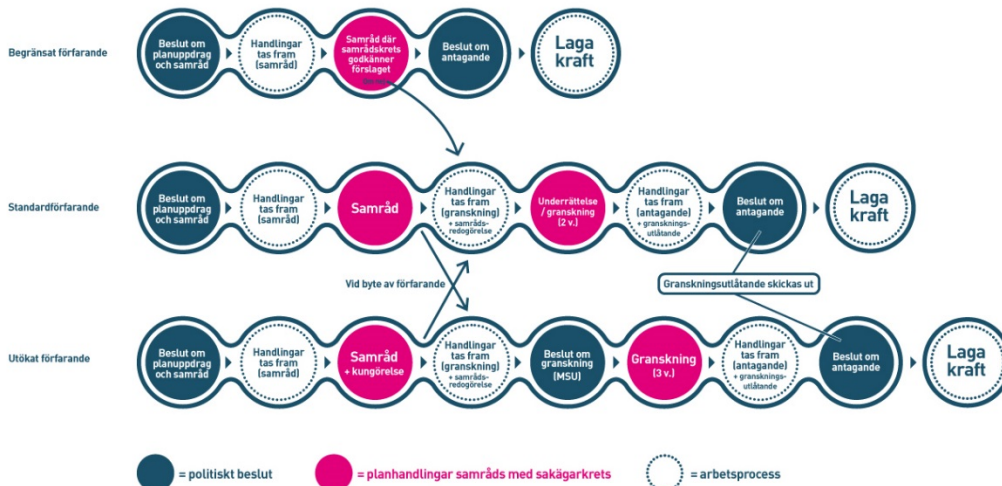 Begränsat förfarande
Beslut om
planuppdrag
och samråd
Handlingar
tas fram
(samråd)
Samråd där
samrådskrets
godkänner
förslaget
Beslut om
antagande
Laga
kraft
Standardförfarande
Beslut om
planuppdrag
och samråd
Handlingar
tas fram
(samråd)
Samråd
Handlingar
tas fram
(granskning)
+ samråds-
redogörelse
Underrättelse
/ granskning
(2 v.)
Handlingar
tas fram
(antagande)
+ gransknings-
utlåtande
Beslut om
antagande
Laga
kraft
Vid byte av förfarande
Granskningsutlåtande skickas ut
Utökat förfarande
Beslut om
planuppdrag
och samråd
Handlingar
tas fram
(samråd)
Samråd
+ kungörelse
Handlingar
tas fram
(granskning)
+ samråds-
redogörelse
Beslut om
granskning
(MSU)
Granskning
(3 v.)
Handlingar
tas fram
(antagande)
+ gransknings-
utlåtande
Beslut om
antagande
Laga
kraft
= politiskt beslut
= planhandlingar samråds med sakägarkrets
= arbetsprocess